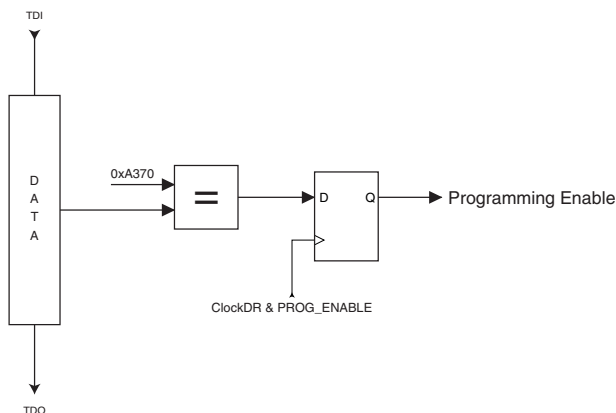 TDI
D
A
T
A
0xA370
=
D Q
Programming Enable
ClockDR & PROG_ENABLE
TDO